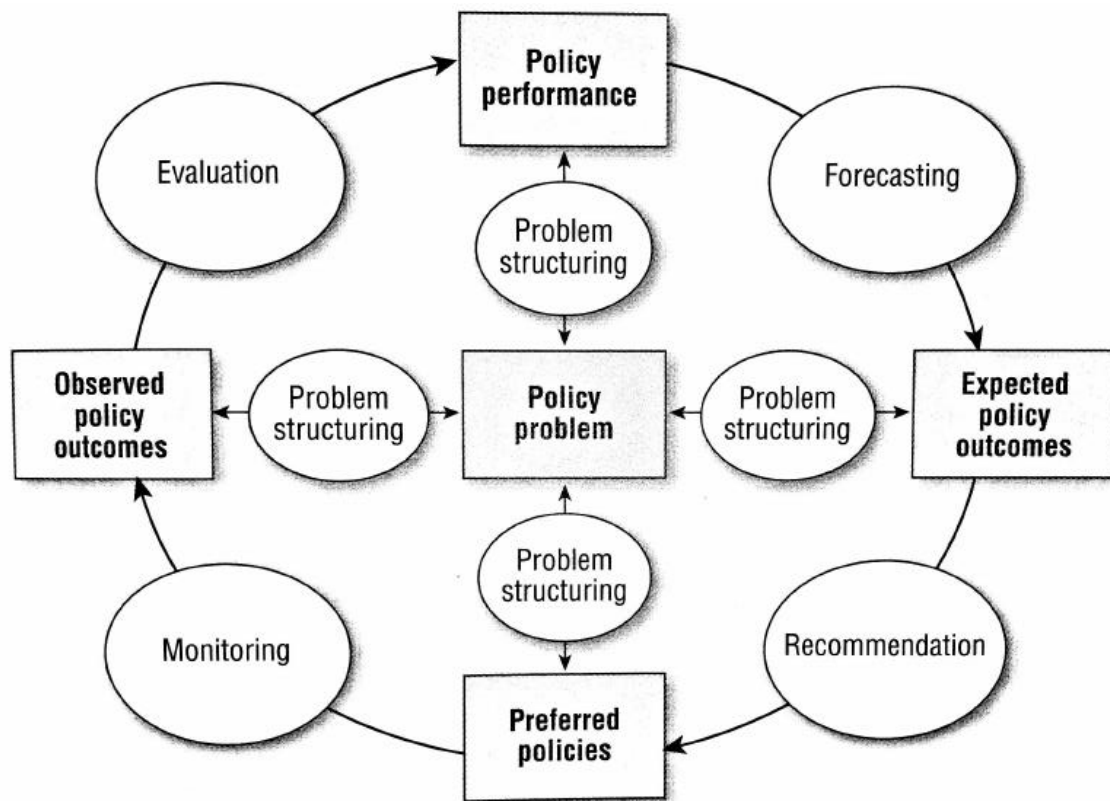 Policy
performance
Evaluation
Forecasting
Problem
structuring
Observed
policy
outcomes
Problem
structuring
Policy
problem
Problem
structuring
Expected
policy
outcomes
Problem
structuring
Monitoring
Recommendation
Preferred
policies